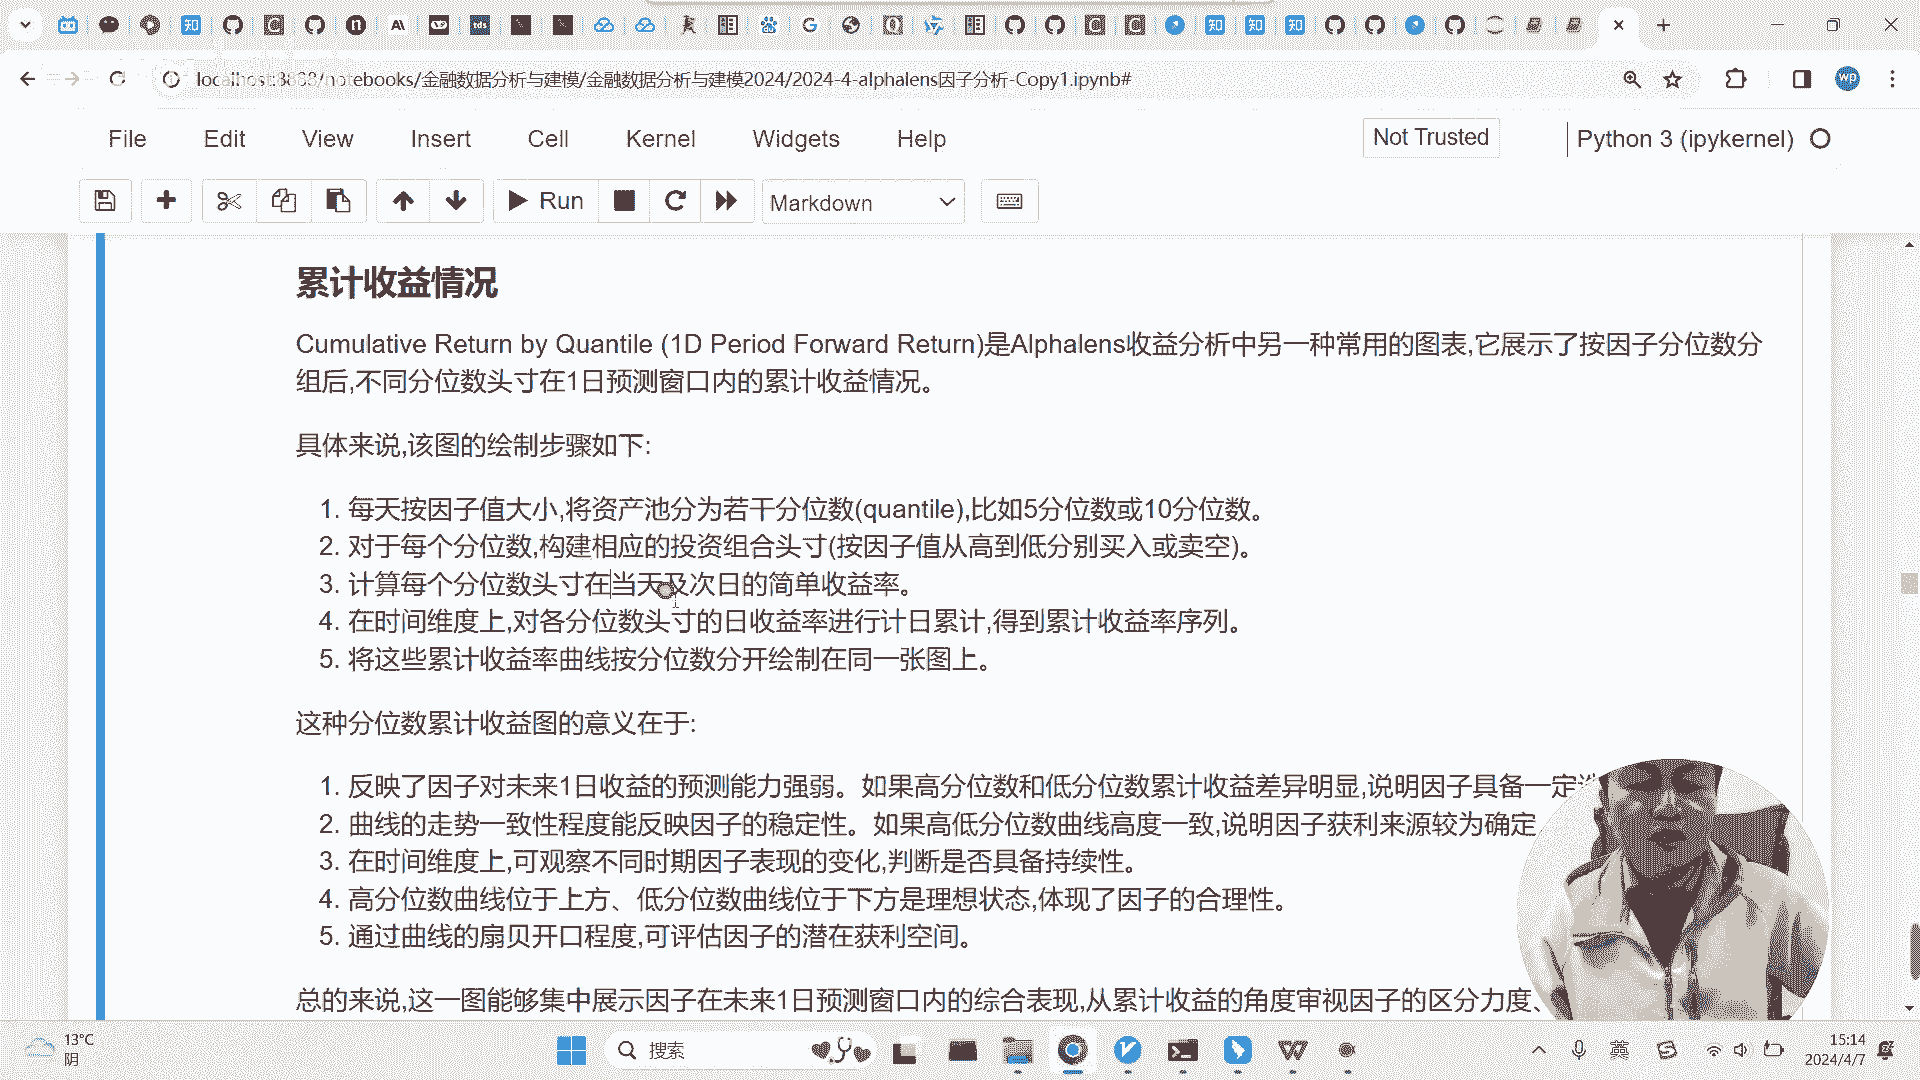 localhost:8888/notebooks/金融数据分析与建模/金融数据分析与建模2024/2024-4-alphalens因子分析-Copy1.ipynb#
wp
File Edit View Insert Cell Kernel Widgets Help
Not Trusted
Python 3 (ipykernel)
Run
Markdown
累计收益情况
Cumulative Return by Quantile (1D Period Forward Return)是Alphalens收益分析中另一种常用的图表,它展示了按因子分位数分
组后,不同分位数头寸在1日预测窗口内的累计收益情况。
具体来说,该图的绘制步骤如下:
1. 每天按因子值大小,将资产池分为若干分位数(quantile),比如5分位数或10分位数。
2. 对于每个分位数,构建相应的投资组合头寸(按因子值从高到低分别买入或卖空)。
3. 计算每个分位数头寸在当天及次日的简单收益率。
4. 在时间维度上,对各分位数头寸的日收益率进行计日累计,得到累计收益率序列。
5. 将这些累计收益率曲线按分位数分开绘制在同一张图上。
这种分位数累计收益图的意义在于:
1. 反映了因子对未来1日收益的预测能力强弱。如果高分位数和低分位数累计收益差异明显,说明因子具备一定
2. 曲线的走势一致性程度能反映因子的稳定性。如果高低分位数曲线高度一致,说明因子获利来源较为确定
3. 在时间维度上,可观察不同时期因子表现的变化,判断是否具备持续性。
4. 高分位数曲线位于上方、低分位数曲线位于下方是理想状态,体现了因子的合理性。
5. 通过曲线的扇贝开口程度,可评估因子的潜在获利空间。
总的来说,这一图能够集中展示因子在未来1日预测窗口内的综合表现,从累计收益的角度审视因子的区分力度、
13°C
阴
搜索
英
15:14
2024/4/7